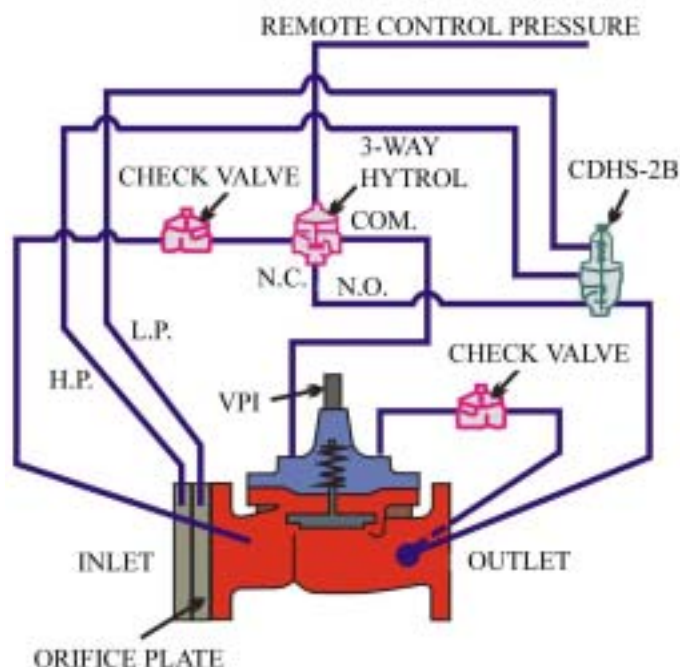 REMOTE CONTROL PRESSURE
3-WAY
HYTROL
CHECK VALVE
CDHS-2B
COM.
N.C.
N.O.
L.P.
H.P.
VPI
CHECK VALVE
INLET
OUTLET
ORIFICE PLATE